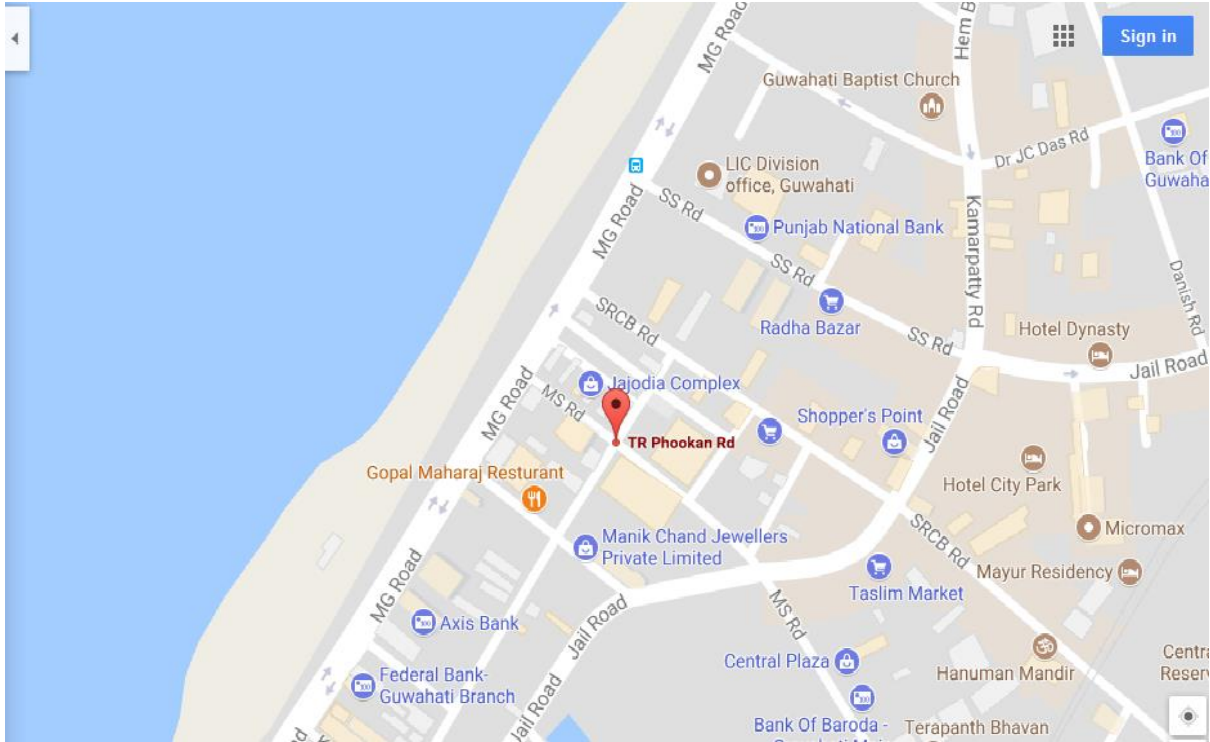 MG Road
Hem B
Sign in
Guwahati Baptist Church
Dr JC Das Rd
Bank Of
Guwaha
LIC Division
office, Guwahati
MG Road
SS Rd
Punjab National Bank
Kamarpatty Rd
SS Rd
Danish Rd
SRCB Rd
Radha Bazar
SS Rd
Hotel Dynasty
Jail Road
MG Road
MS Rd
Jajodia Complex
Shopper's Point
Jail Road
TR Phookan Rd
Gopal Maharaj Resturant
Hotel City Park
Manik Chand Jewellers
Private Limited
SRCB Rd
Micromax
MG Road
Taslim Market
Mayur Residency
Axis Bank
Jail Road
MS Rd
Central Plaza
Hanuman Mandir
Centra
Reserv
Federal Bank-
Guwahati Branch
Jail Road
Bank Of Baroda -
Terapanth Bhavan